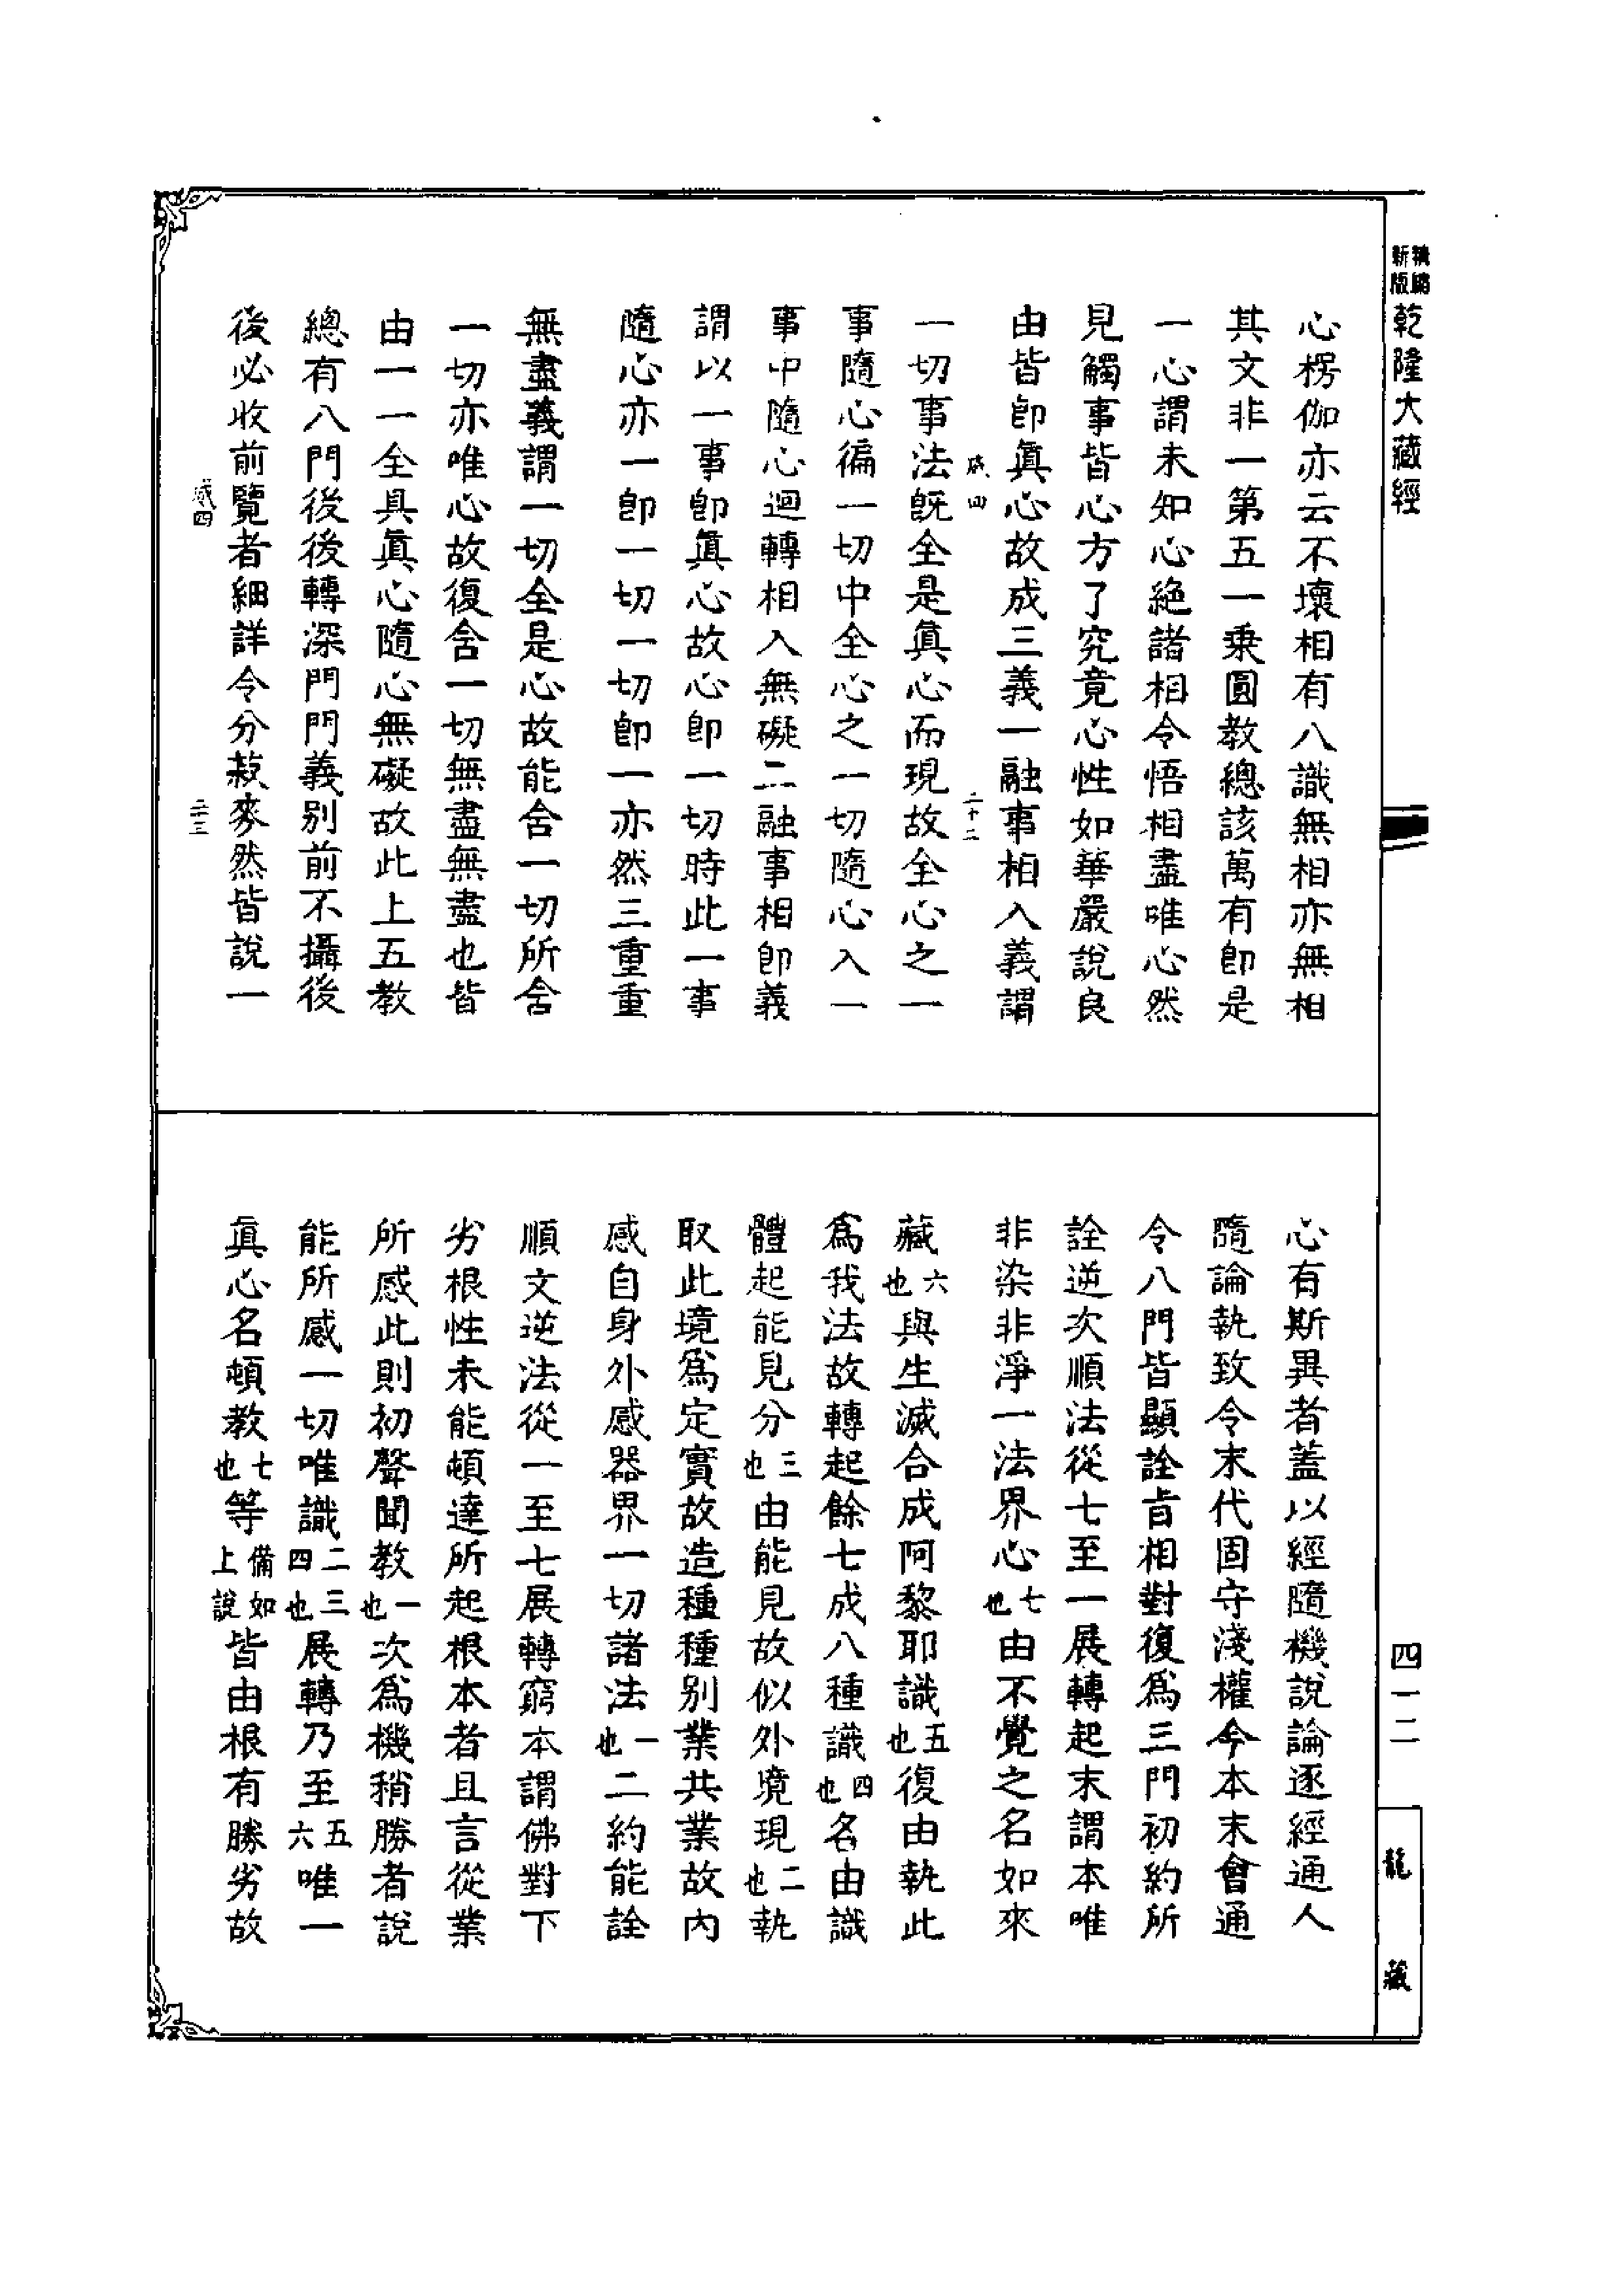 精縮新版
乾隆大藏經
心楞伽亦云不壞相有八識無相亦無相
其文非一第五一乗圓教總該萬有卽是
一心謂未知心絶諸相令悟相盡唯心然
見觸事皆心方了究竟心性如華嚴說良
由皆卽眞心故成三義一融事相入義謂
咸四
二十二
一切事法旣全是眞心而現故全心之一
事隨心徧一切中全心之一切隨心入一
事中隨心迴轉相入無礙二融事相卽義
謂以一事卽眞心故心卽一切時此一事
隨心亦一卽一切一切卽一亦然三重重
無盡義謂一切全是心故能含一切所含
一切亦唯心故復含一切無盡無盡也皆
由一一全具眞心隨心無礙故此上五教
總有八門後後轉深門門義別前不攝後
後必收前覽者細詳令分菽麥然皆說一
咸四
二十三
心有斯異者蓋以經隨機說論逐經通人
隨論執致令末代固守淺權今本末會通
令八門皆顯詮旨相對復爲三門初約所
詮逆次順法從七至一展轉起末謂本唯
非染非淨一法界心七也由不覺之名如來
藏六也與生滅合成阿黎耶識五也復由執此
爲我法故轉起餘七成八種識四也名由識
體起能見分三也由能見故似外境現二也執
取此境爲定實故造種種別業共業故內
感自身外感器界一切諸法一也二約能詮
順文逆法從一至七展轉窮本謂佛對下
劣根性未能頓達所起根本者且言從業
所感此則初聲聞教一也次爲機稍勝者說
能所感一切唯識二三四也展轉乃至五六唯一
眞心名頓教七也等備如上說皆由根有勝劣故
四一二
龍藏